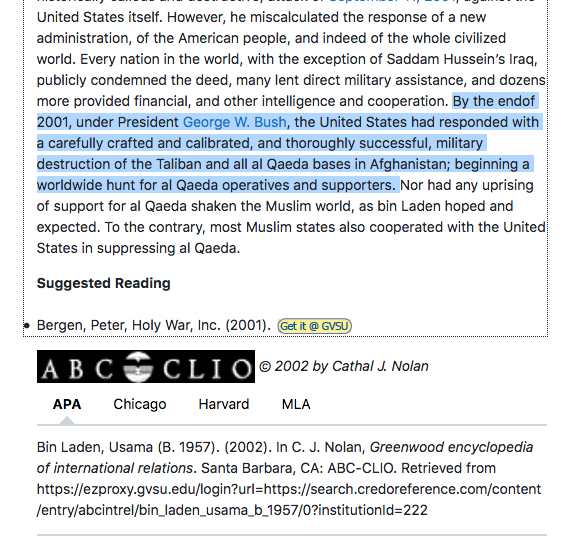 United States itself. However, he miscalculated the response of a new
administration, of the American people, and indeed of the whole civilized
world. Every nation in the world, with the exception of Saddam Hussein's Iraq,
publicly condemned the deed, many lent direct military assistance, and dozens
more provided financial, and other intelligence and cooperation. By the endof
2001, under President George W. Bush, the United States had responded with
a carefully crafted and calibrated, and thoroughly successful, military
destruction of the Taliban and all al Qaeda bases in Afghanistan; beginning a
worldwide hunt for al Qaeda operatives and supporters. Nor had any uprising
of support for al Qaeda shaken the Muslim world, as bin Laden hoped and
expected. To the contrary, most Muslim states also cooperated with the United
States in suppressing al Qaeda.
Suggested Reading
• Bergen, Peter, Holy War, Inc. (2001). Get it @ GVSU
ABC CLIO © 2002 by Cathal J. Nolan
APA Chicago Harvard MLA
Bin Laden, Usama (B. 1957). (2002). In C. J. Nolan, Greenwood encyclopedia
of international relations. Santa Barbara, CA: ABC-CLIO. Retrieved from
https://ezproxy.gvsu.edu/login?url=https://search.credoreference.com/content
/entry/abcintrel/bin_laden_usama_b_1957/0?institutionId=222